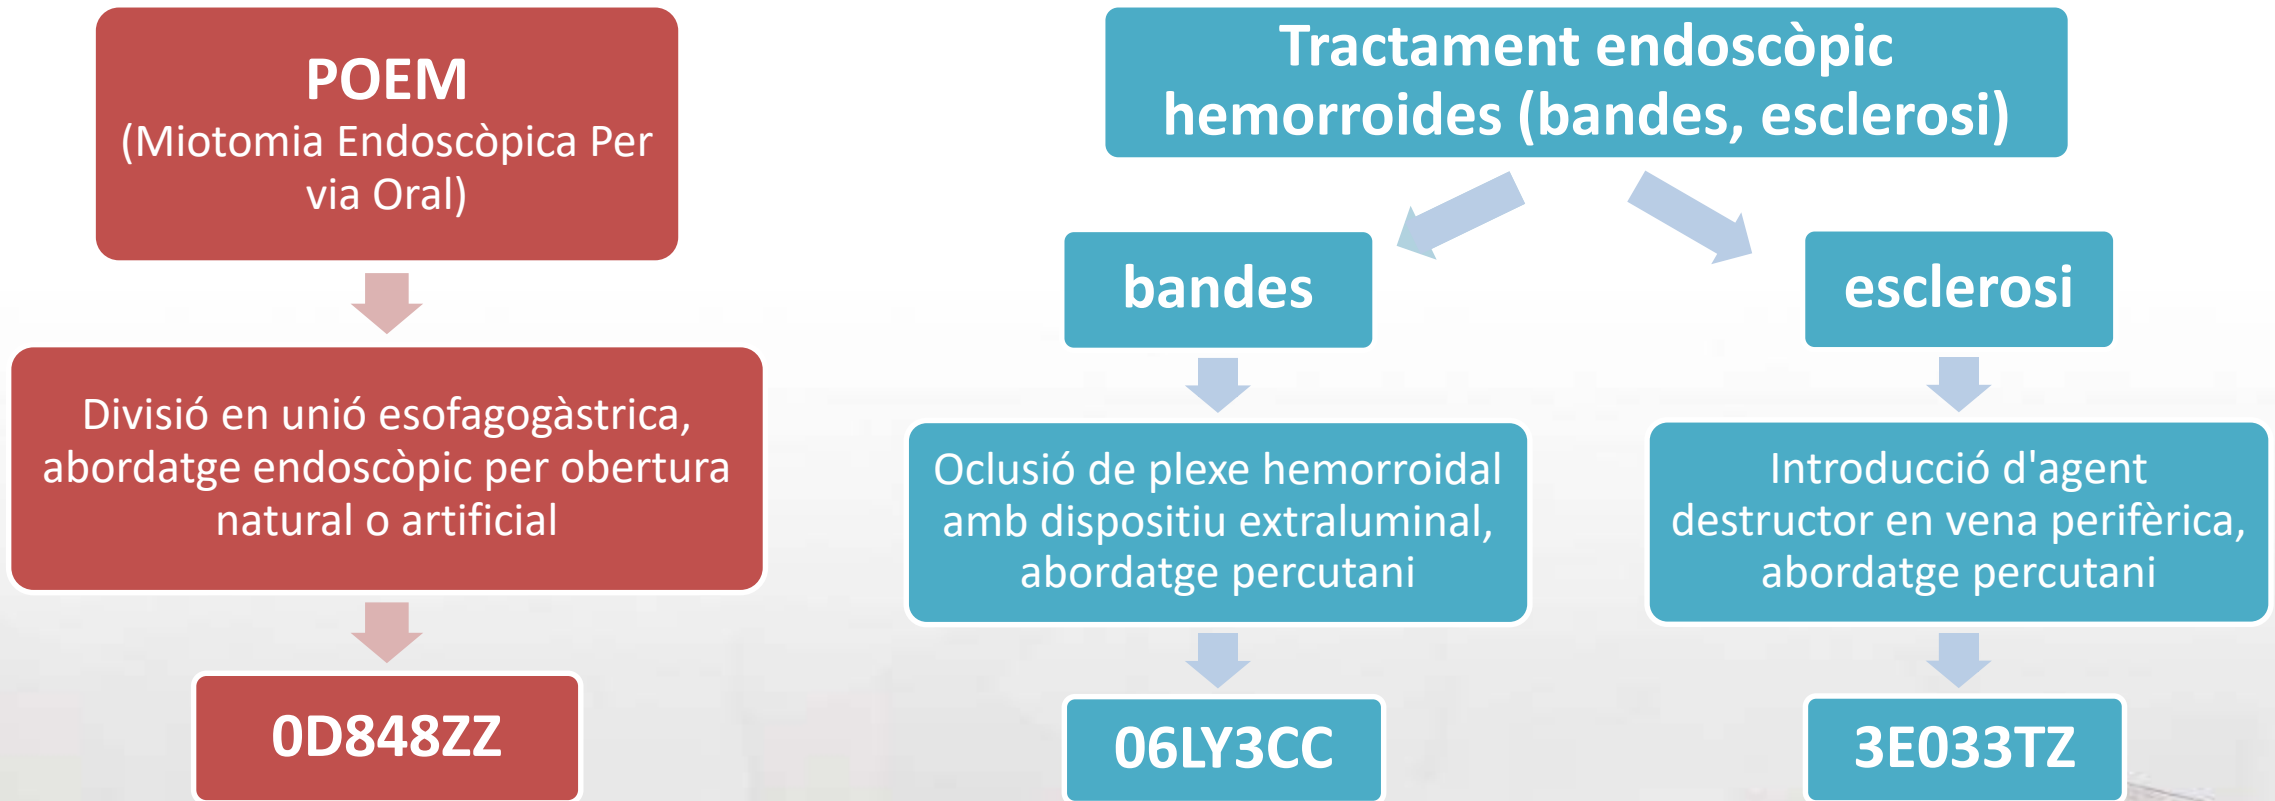 POEM
(Miotomia Endoscòpica Per
via Oral)
Divisió en unió esofagogàstrica,
abordatge endoscòpic per obertura
natural o artificial
0D848ZZ
Tractament endoscòpic
hemorroides (bandes, esclerosi)
bandes
Oclusió de plexe hemorroidal
amb dispositiu extraluminal,
abordatge percutani
06LY3CC
esclerosi
Introducció d'agent
destructor en vena perifèrica,
abordatge percutani
3E033TZ